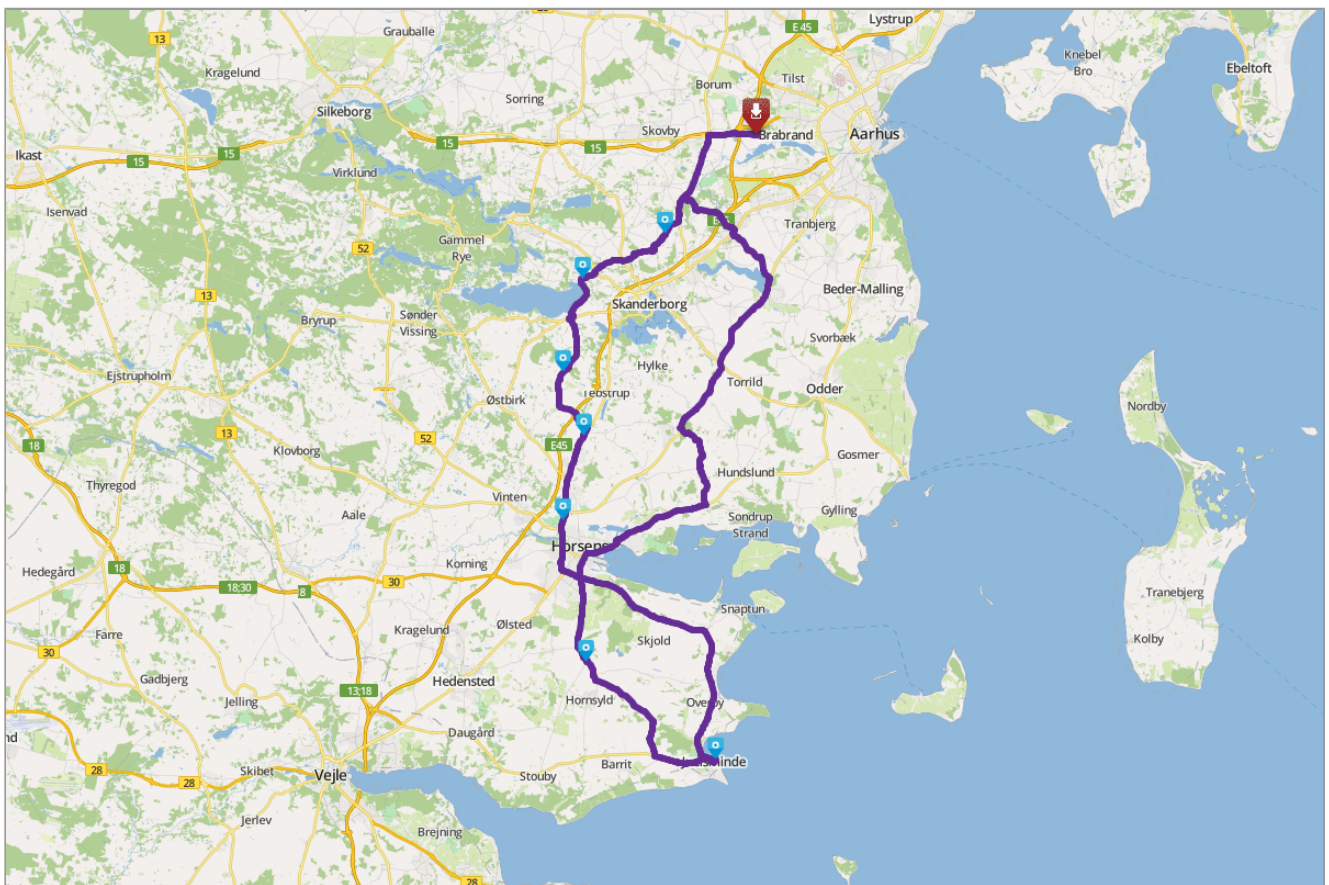 Lystrup
E 45
13
Grauballe
Knebel
Bro
Ebeltoft
Kragelund
Tilst
Borum
Sorring
Silkeborg
Skovby
Brabrand
Aarhus
15
15
15
15
Ikast
Virklund
Isenvad
Tranbjerg
Gammel
Rye
52
Beder-Malling
13
Skanderborg
Sønder
Vissing
Bryrup
Svorbæk
Hylke
Ejstrupholm
Torrild
Odder
Østbirk
Nordby
13
52
E45
18
Klovborg
Gosmer
Hundslund
Thyregod
Vinten
Aale
Gylling
Sondrup
Strand
Horsens
Hedegård
18
Korning
18;30
30
8
Tranebjerg
Snaptun
Ølsted
Kragelund
Farre
Skjold
Kolby
30
Gadbjerg
Hedensted
13;18
Jelling
Hornsyld
Daugård
28
Skibet
Vejle
Stouby
Barrit
28
Jerlev
Brejning
28